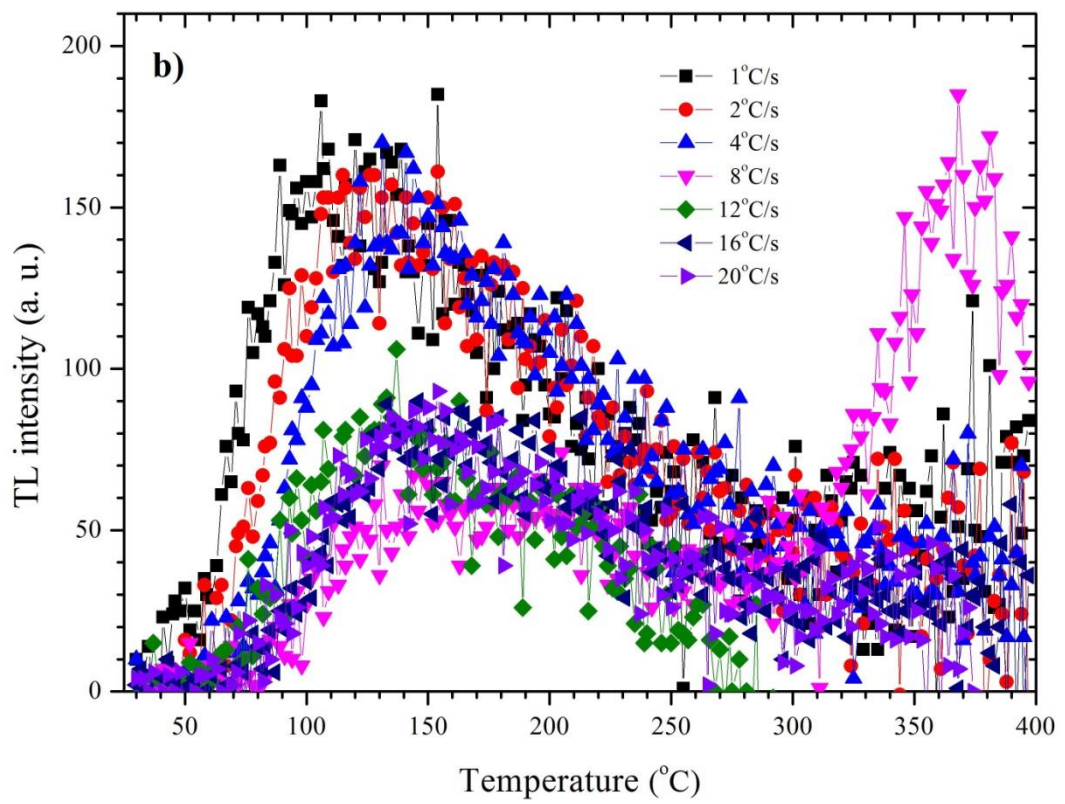 b)
1°C/s
2°C/s
4°C/s
8°C/s
12°C/s
16°C/s
20°C/s
TL intensity (a. u.)
200
150
100
50
0
50 100 150 200 250 300 350 400
Temperature (°C)